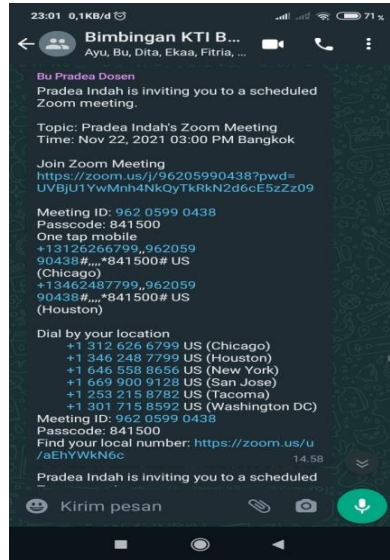 23:01 0,1KB/d
71 %
Bimbingan KTI B...
Ayu, Bu, Dita, Ekaa, Fitria, ...
Bu Pradea Dosen
Pradea Indah is inviting you to a scheduled
Zoom meeting.
Topic: Pradea Indah's Zoom Meeting
Time: Nov 22, 2021 03:00 PM Bangkok
Join Zoom Meeting
https://zoom.us/j/96205990438?pwd=
UVBjU1YwMnh4NkQyTkRkN2d6cE5zZz09
Meeting ID: 962 0599 0438
Passcode: 841500
One tap mobile
+13126266799,,962059
90438#,,,,*841500# US
(Chicago)
+13462487799,,962059
90438#,,,,*841500# US
(Houston)
Dial by your location
+1 312 626 6799 US (Chicago)
+1 346 248 7799 US (Houston)
+1 646 558 8656 US (New York)
+1 669 900 9128 US (San Jose)
+1 253 215 8782 US (Tacoma)
+1 301 715 8592 US (Washington DC)
Meeting ID: 962 0599 0438
Passcode: 841500
Find your local number: https://zoom.us/u
/aEhYWkN6c
14.58
Pradea Indah is inviting you to a scheduled
Kirim pesan